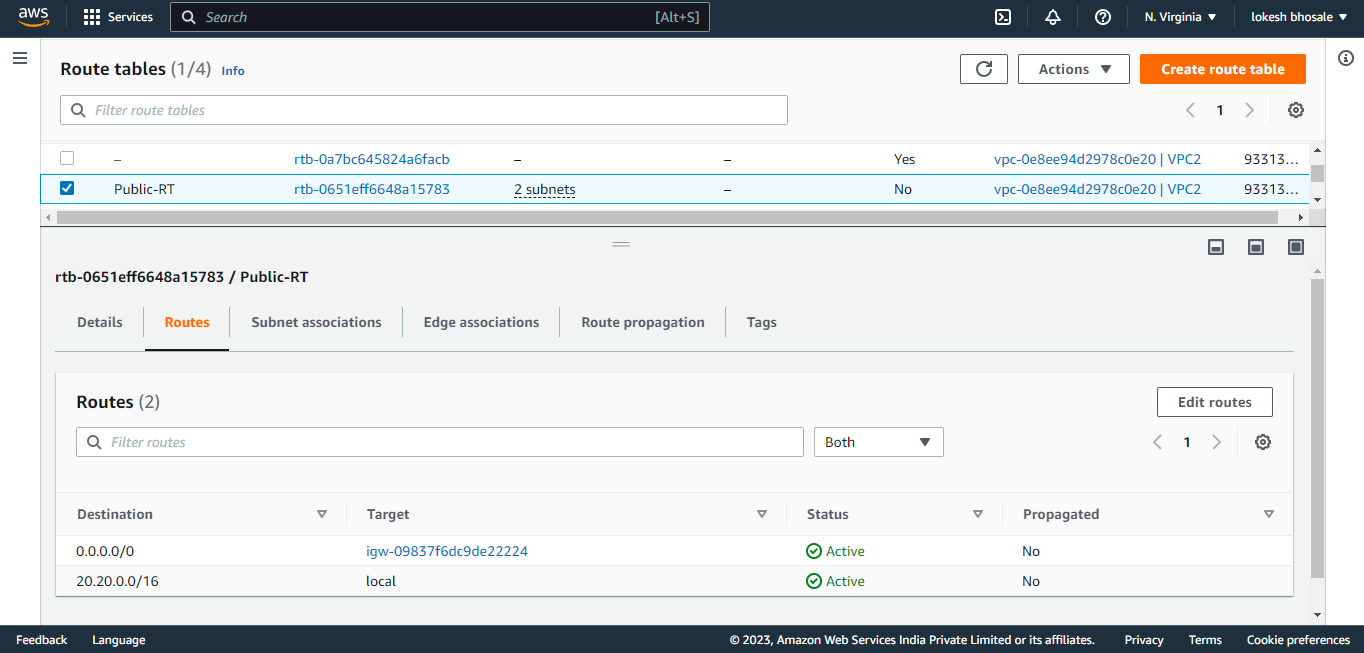 aws Services Search [Alt+S] N. Virginia lokesh bhosale
Route tables (1/4) Info Actions Create route table
Filter route tables 1
– rtb-0a7bc645824a6facb – – Yes vpc-0e8ee94d2978c0e20 | VPC2 93313...
Public-RT rtb-0651eff6648a15783 2 subnets – No vpc-0e8ee94d2978c0e20 | VPC2 93313...
rtb-0651eff6648a15783 / Public-RT
Details Routes Subnet associations Edge associations Route propagation Tags
Routes (2) Edit routes
Filter routes Both 1
Destination Target Status Propagated
0.0.0.0/0 igw-09837f6dc9de22224 Active No
20.20.0.0/16 local Active No
Feedback Language © 2023, Amazon Web Services India Private Limited or its affiliates. Privacy Terms Cookie preferences